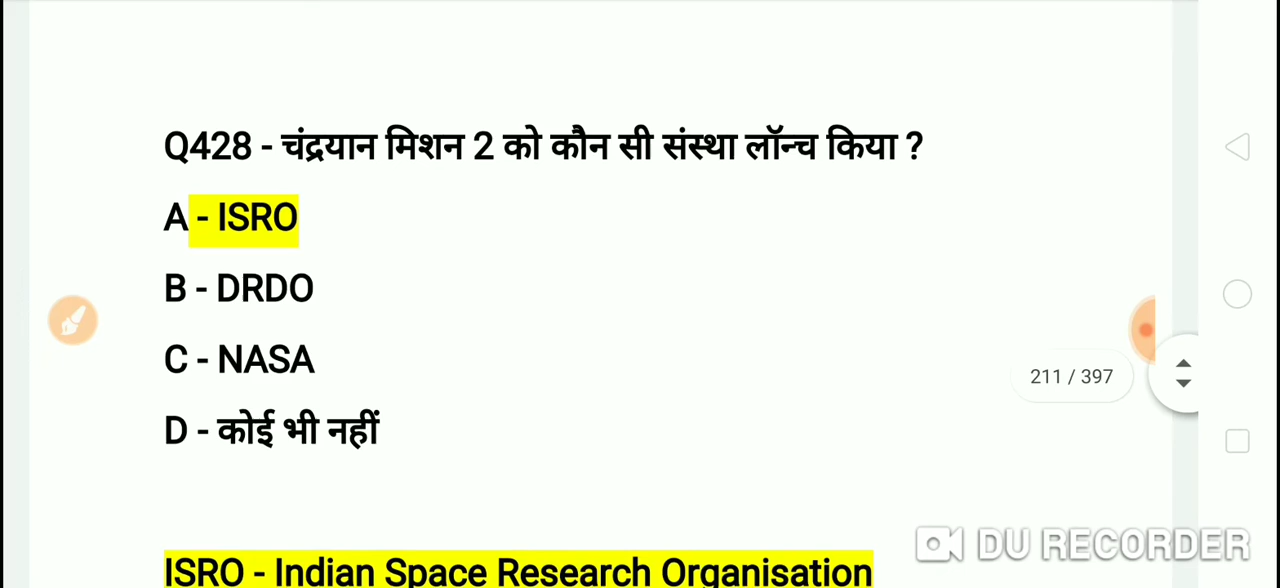 Q428 - चंद्रयान मिशन 2 को कौन सी संस्था लॉन्च किया ?
A - ISRO
B - DRDO
C - NASA
211 / 397
D - कोई भी नहीं
DU RECORDER
ISRO - Indian Space Research Organisation